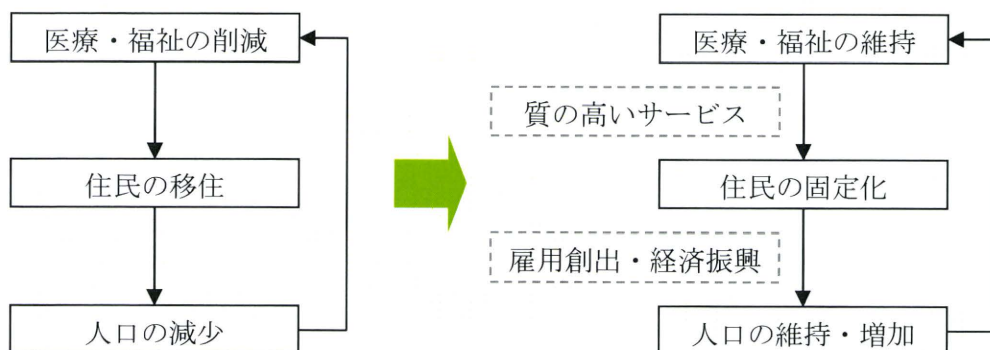 医療・福祉の削減
住民の移住
人口の減少
医療・福祉の維持
質の高いサービス
住民の固定化
雇用創出・経済振興
人口の維持・増加